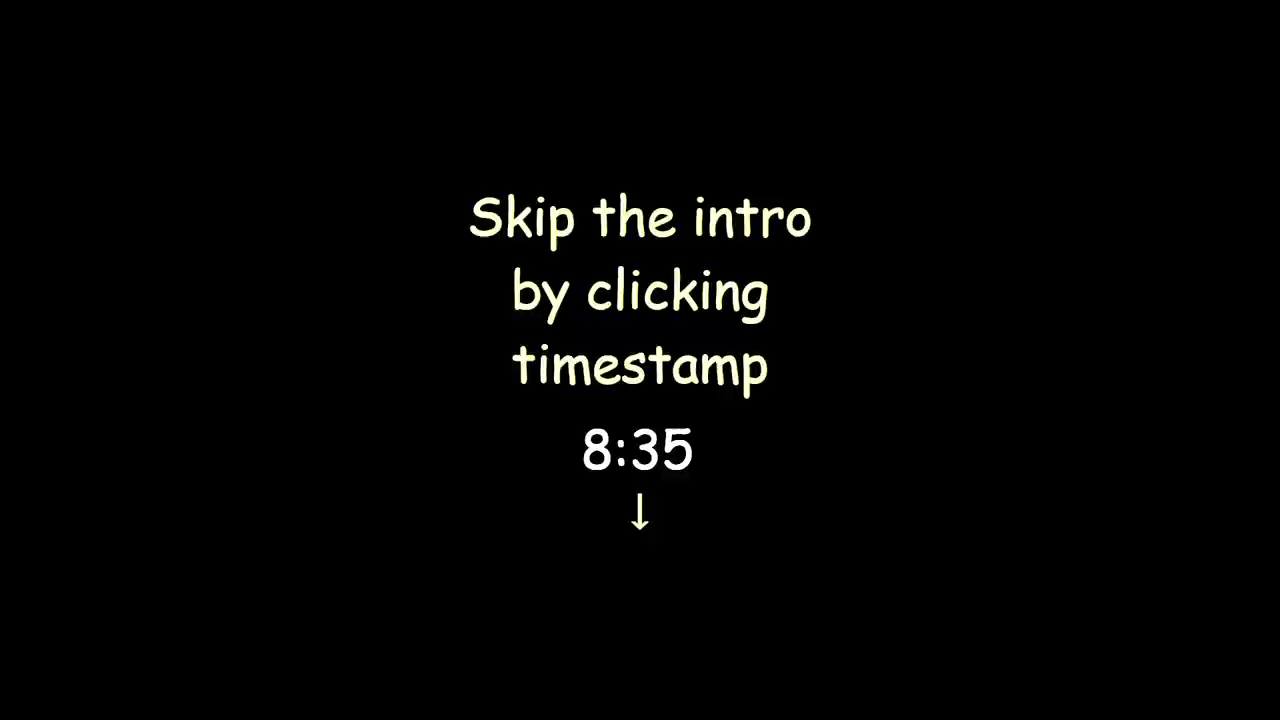 Skip the intro
by clicking
timestamp
8:35
↓